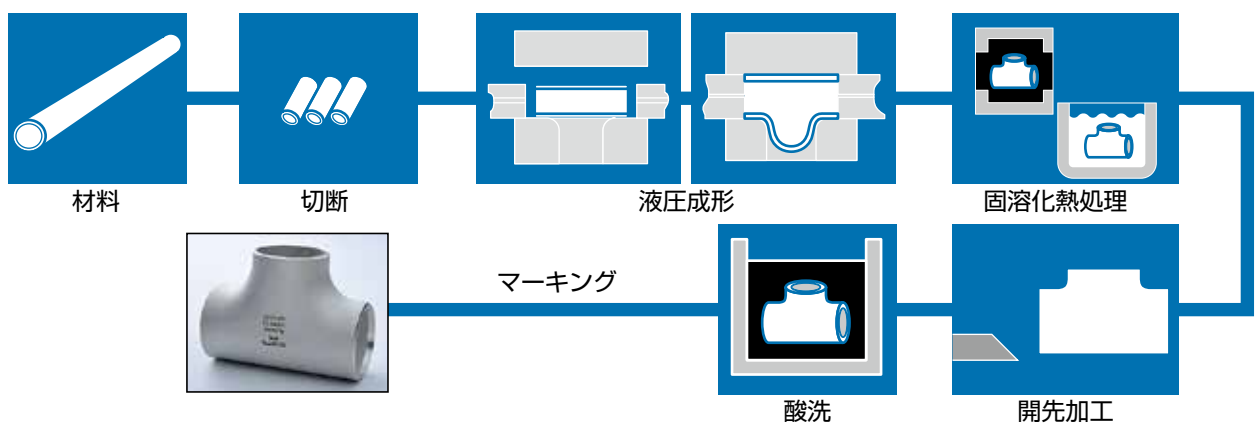 材料
切断
液圧成形
固溶化熱処理
マーキング
酸洗
開先加工